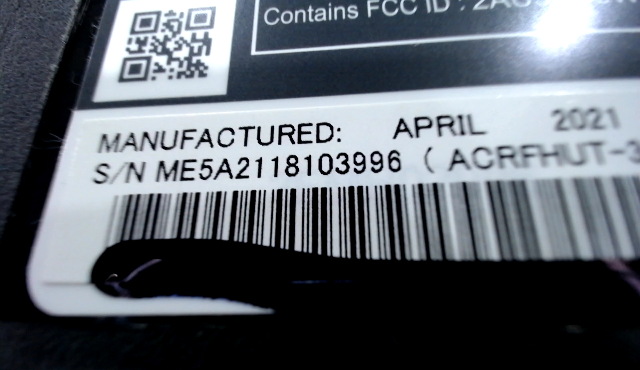 Contains FCC ID :
MANUFACTURED: APRIL 2021
S/N ME5A2118103996 ( ACRFHUT-